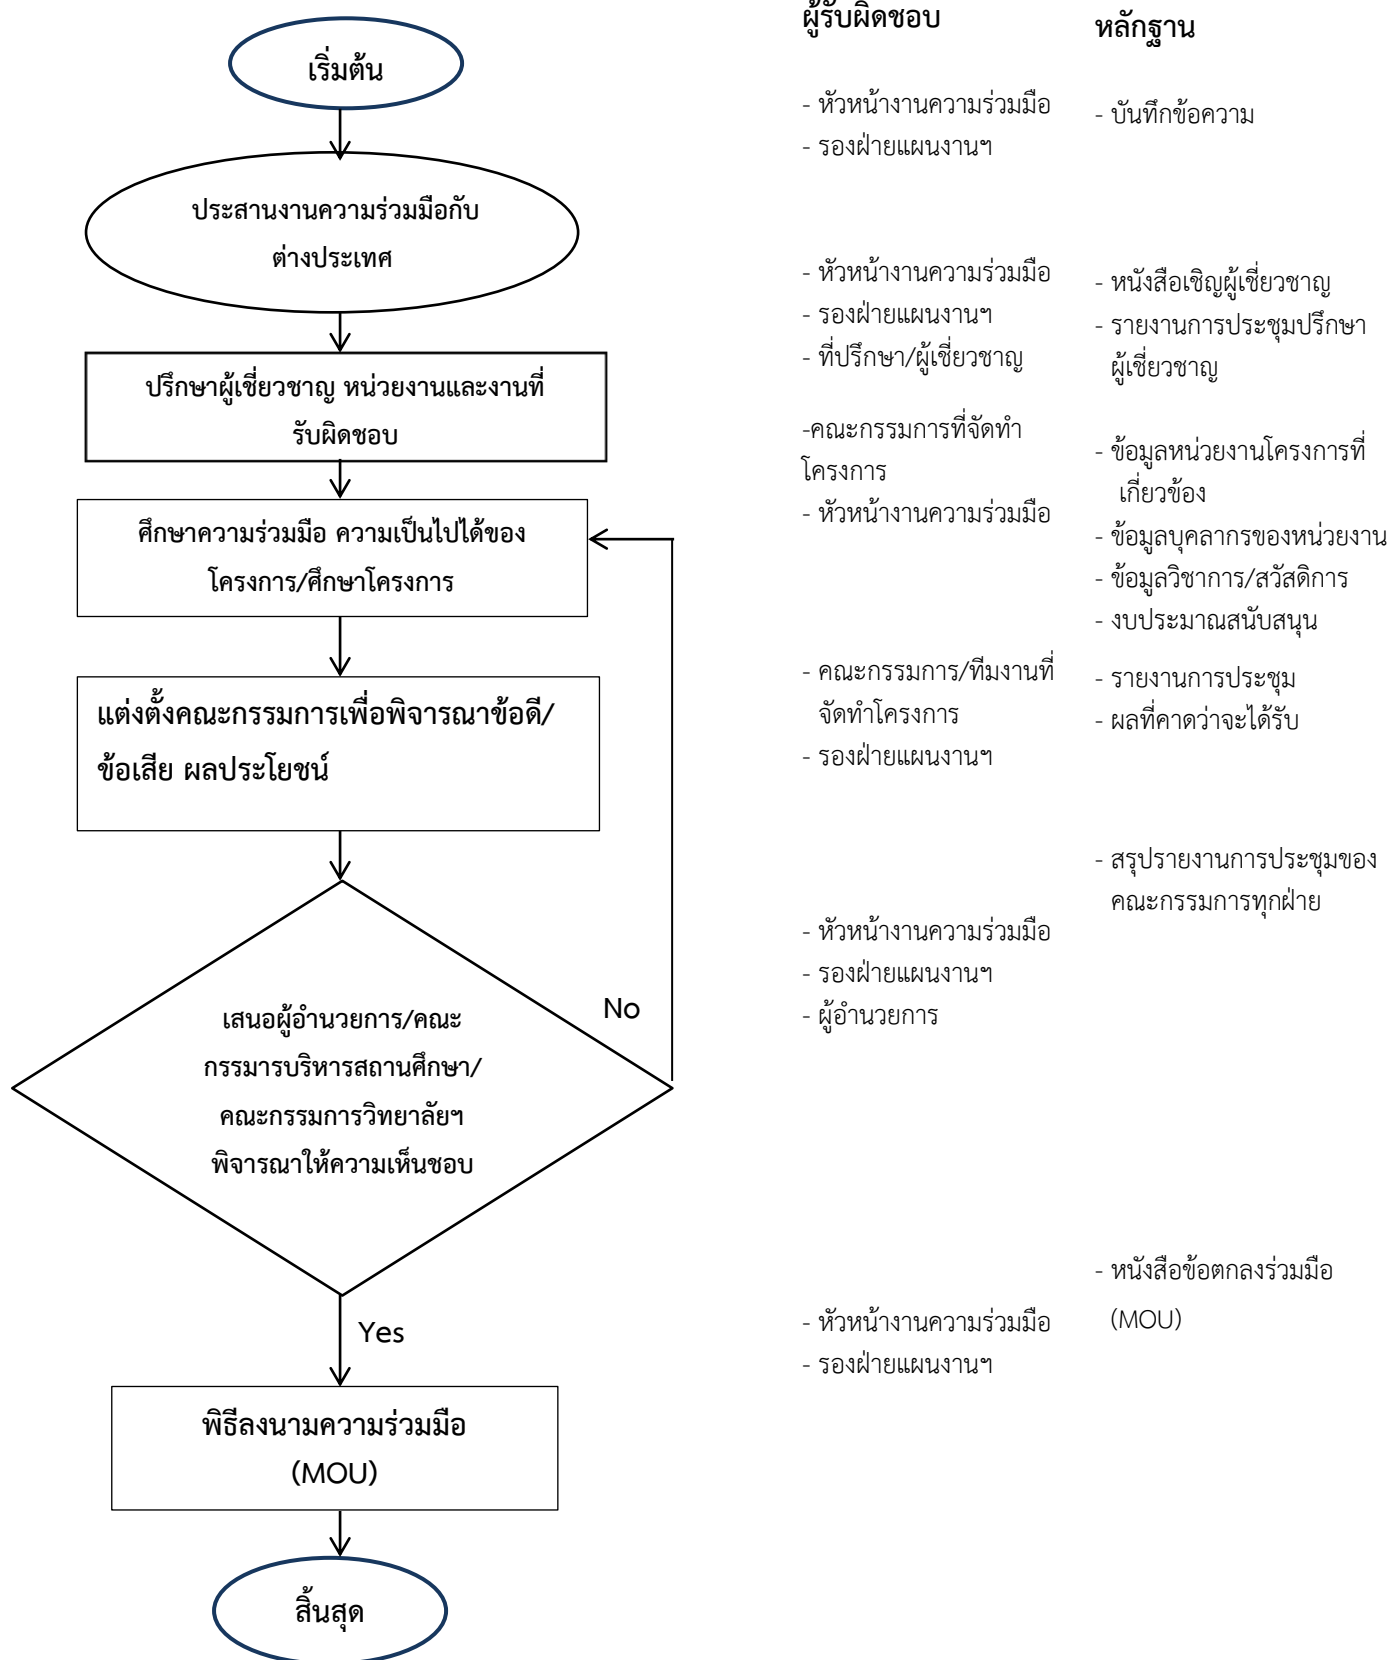 เริ่มต้น
ประสานงานความร่วมมือกับ
ต่างประเทศ
ปรึกษาผู้เชี่ยวชาญ หน่วยงานและงานที่
รับผิดชอบ
ศึกษาความร่วมมือ ความเป็นไปได้ของ
โครงการ/ศึกษาโครงการ
แต่งตั้งคณะกรรมการเพื่อพิจารณาข้อดี/
ข้อเสีย ผลประโยชน์
เสนอผู้อำนวยการ/คณะ
กรรมารบริหารสถานศึกษา/
คณะกรรมการวิทยาลัยฯ
พิจารณาให้ความเห็นชอบ
No
Yes
พิธีลงนามความร่วมมือ
(MOU)
สิ้นสุด
ผู้รับผิดชอบ
- หัวหน้างานความร่วมมือ
- รองฝ่ายแผนงานฯ
- หัวหน้างานความร่วมมือ
- รองฝ่ายแผนงานฯ
- ที่ปรึกษา/ผู้เชี่ยวชาญ
-คณะกรรมการที่จัดทำ
โครงการ
- หัวหน้างานความร่วมมือ
- คณะกรรมการ/ทีมงานที่
จัดทำโครงการ
- รองฝ่ายแผนงานฯ
- หัวหน้างานความร่วมมือ
- รองฝ่ายแผนงานฯ
- ผู้อำนวยการ
- หัวหน้างานความร่วมมือ
- รองฝ่ายแผนงานฯ
หลักฐาน
- บันทึกข้อความ
- หนังสือเชิญผู้เชี่ยวชาญ
- รายงานการประชุมปรึกษา
ผู้เชี่ยวชาญ
- ข้อมูลหน่วยงานโครงการที่
เกี่ยวข้อง
- ข้อมูลบุคลากรของหน่วยงาน
- ข้อมูลวิชาการ/สวัสดิการ
- งบประมาณสนับสนุน
- รายงานการประชุม
- ผลที่คาดว่าจะได้รับ
- สรุปรายงานการประชุมของ
คณะกรรมการทุกฝ่าย
- หนังสือข้อตกลงร่วมมือ
(MOU)